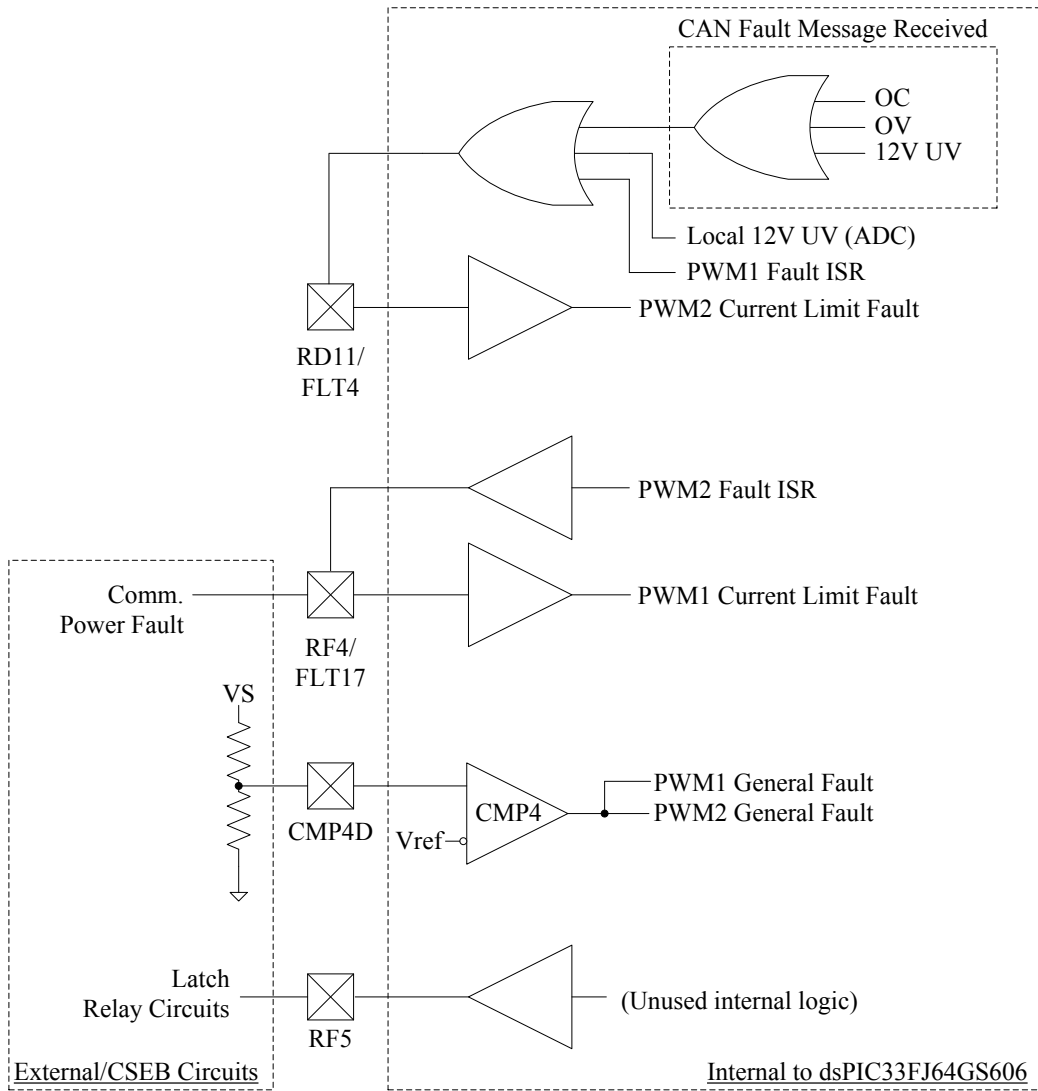 CAN Fault Message Received
OC
OV
12V UV
Local 12V UV (ADC)
PWM1 Fault ISR
PWM2 Current Limit Fault
RD11/
FLT4
PWM2 Fault ISR
Comm.
Power Fault
PWM1 Current Limit Fault
RF4/
FLT17
VS
PWM1 General Fault
CMP4
PWM2 General Fault
CMP4D
Vref
Latch
Relay Circuits
(Unused internal logic)
RF5
External/CSEB Circuits
Internal to dsPIC33FJ64GS606